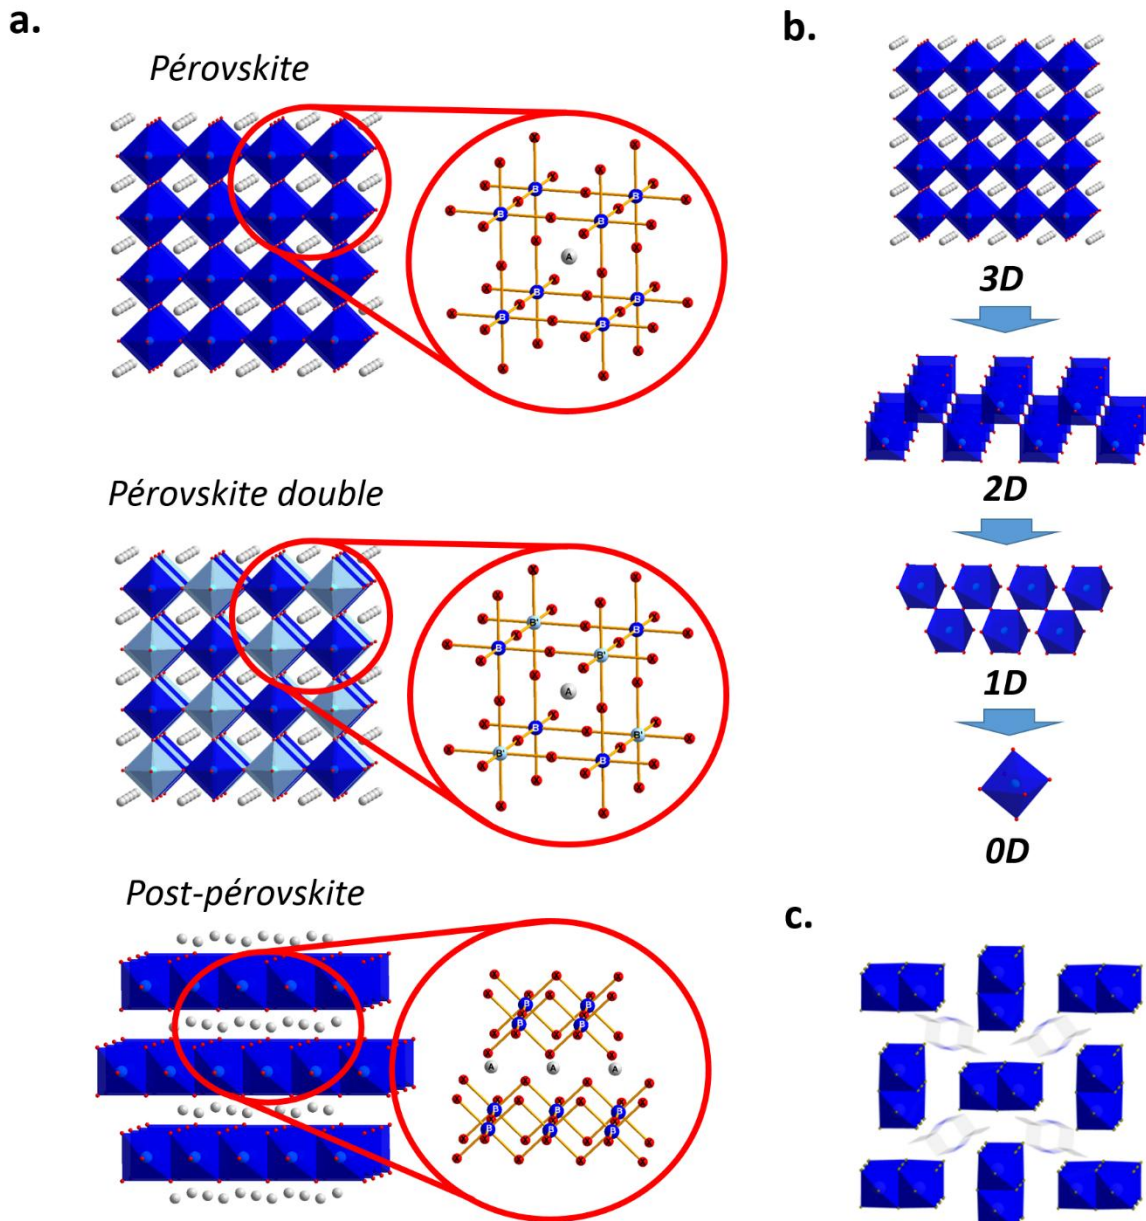 a.
Pérovskite
X X X X X X X X X X X X X X X X X X X X X X X X X X X X X X X X X X X X
B B B B B B B B
A
Pérovskite double
B B B B
B' B' B' B'
A
Post-pérovskite
B B B B B B B B B B
A A A
b.
3D
2D
1D
0D
c.